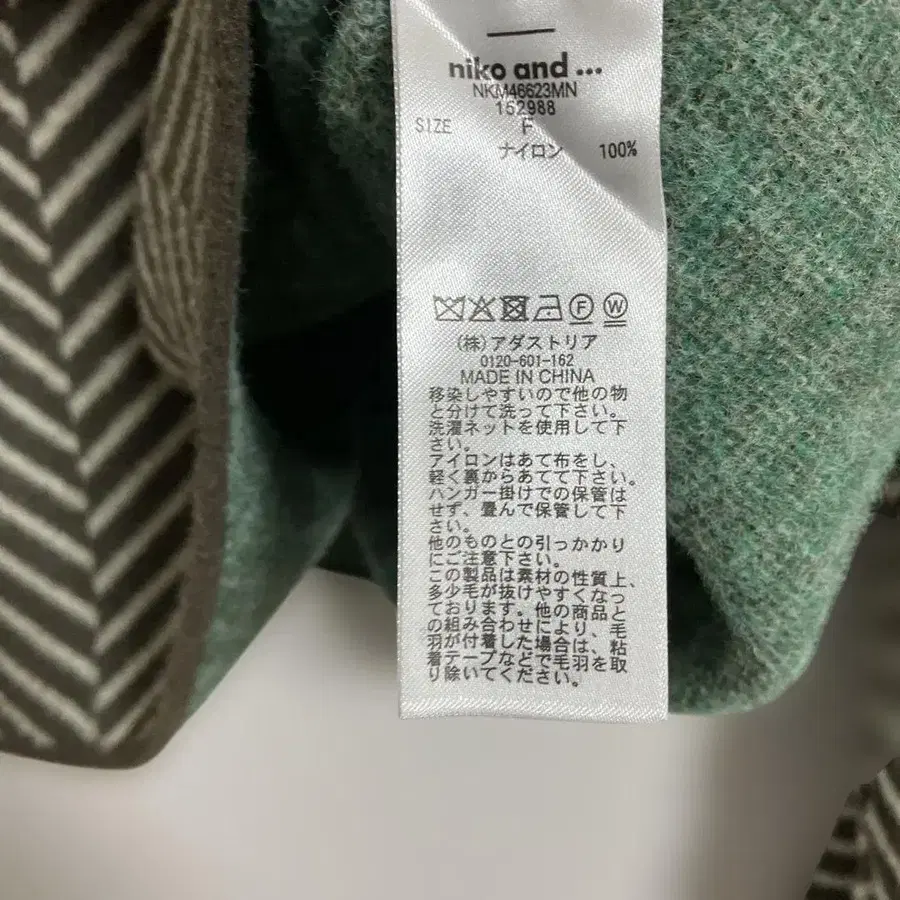 niko and ...
NKM46623MN
152988
SIZE F
ナイロン 100%
F W
(株)アダストリア
0120-601-162
MADE IN CHINA
移染しやすいので他の物
と分けて洗って下さい。
洗濯ネットを使用して下
さい。
アイロンはあて布をし、
軽く裏からあてて下さい。
ハンガー掛けでの保管は
せず、畳んで保管して下
さい。
他のものとの引っかかり
にご注意下さい。
この製品は素材の性質上、
多少毛が抜けやすくなっ
ております。他の商品と
の組み合わせにより、毛
羽が付着した場合は、粘
着テープなどで毛羽を取
り除いてください。